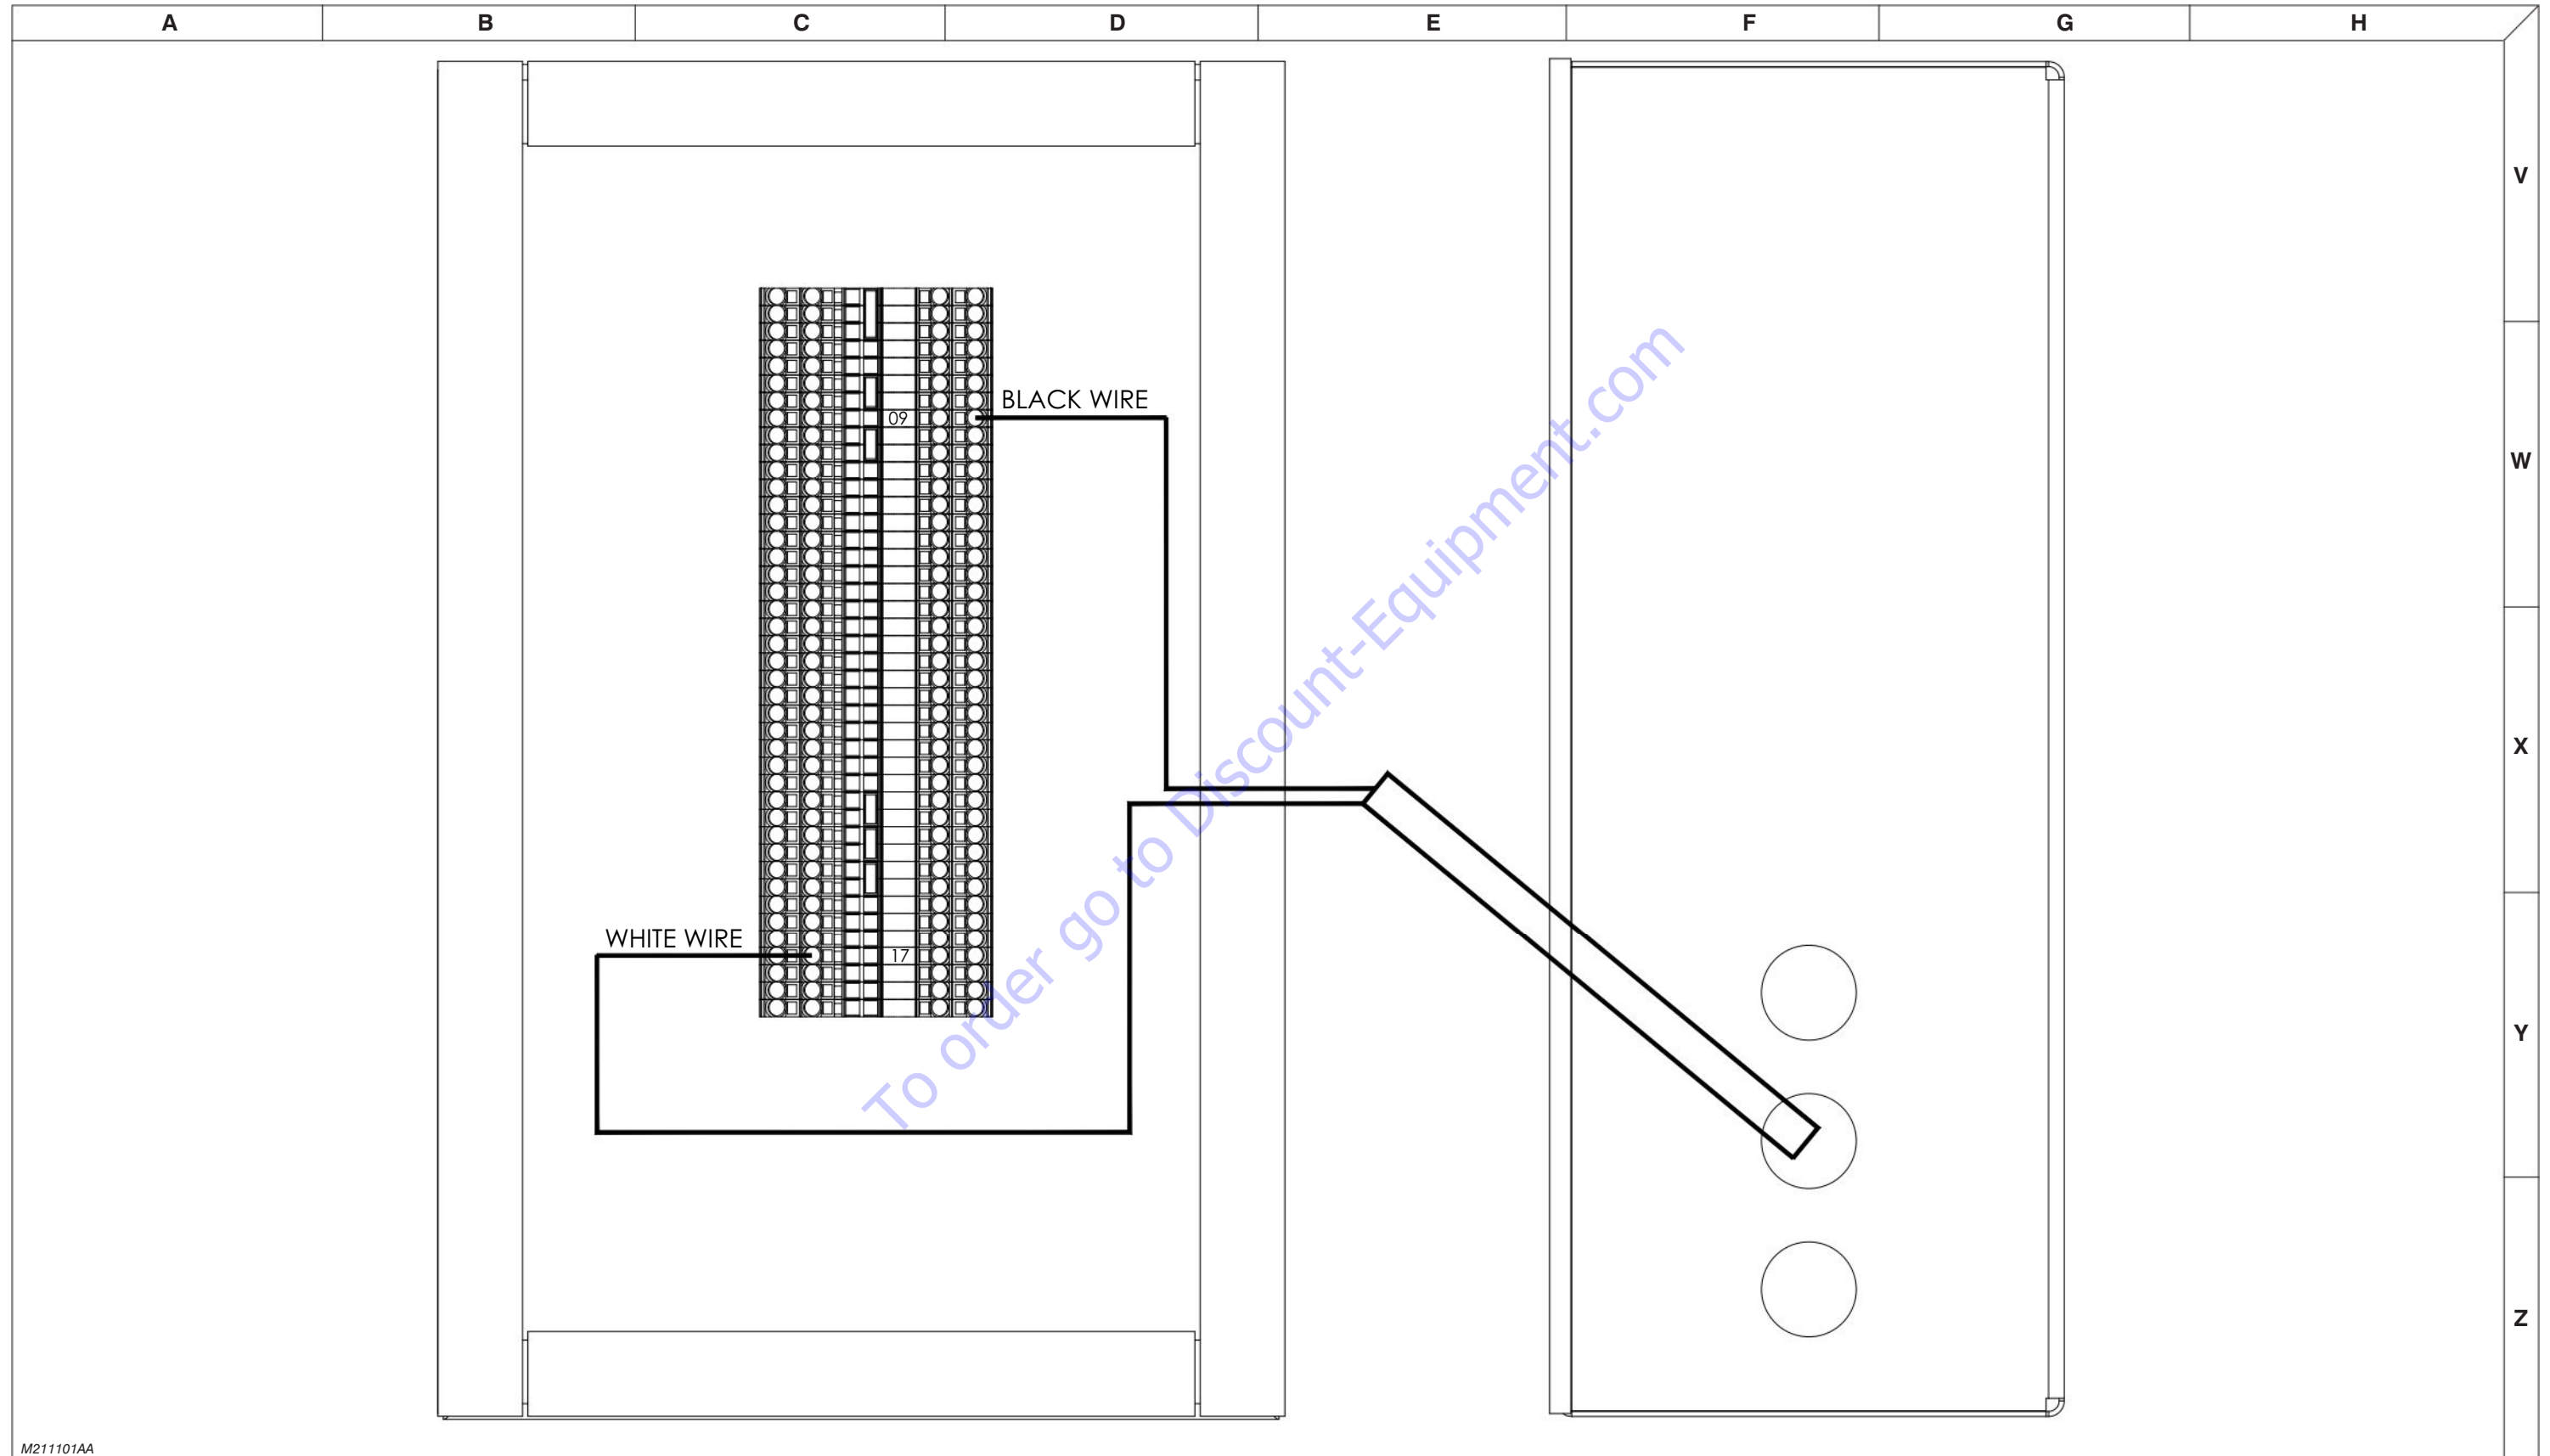 A B C D E F G H
V
BLACK WIRE
09
W
X
WHITE WIRE
17
Y
Z
To order go to Discount-Equipment.com
M211101AA